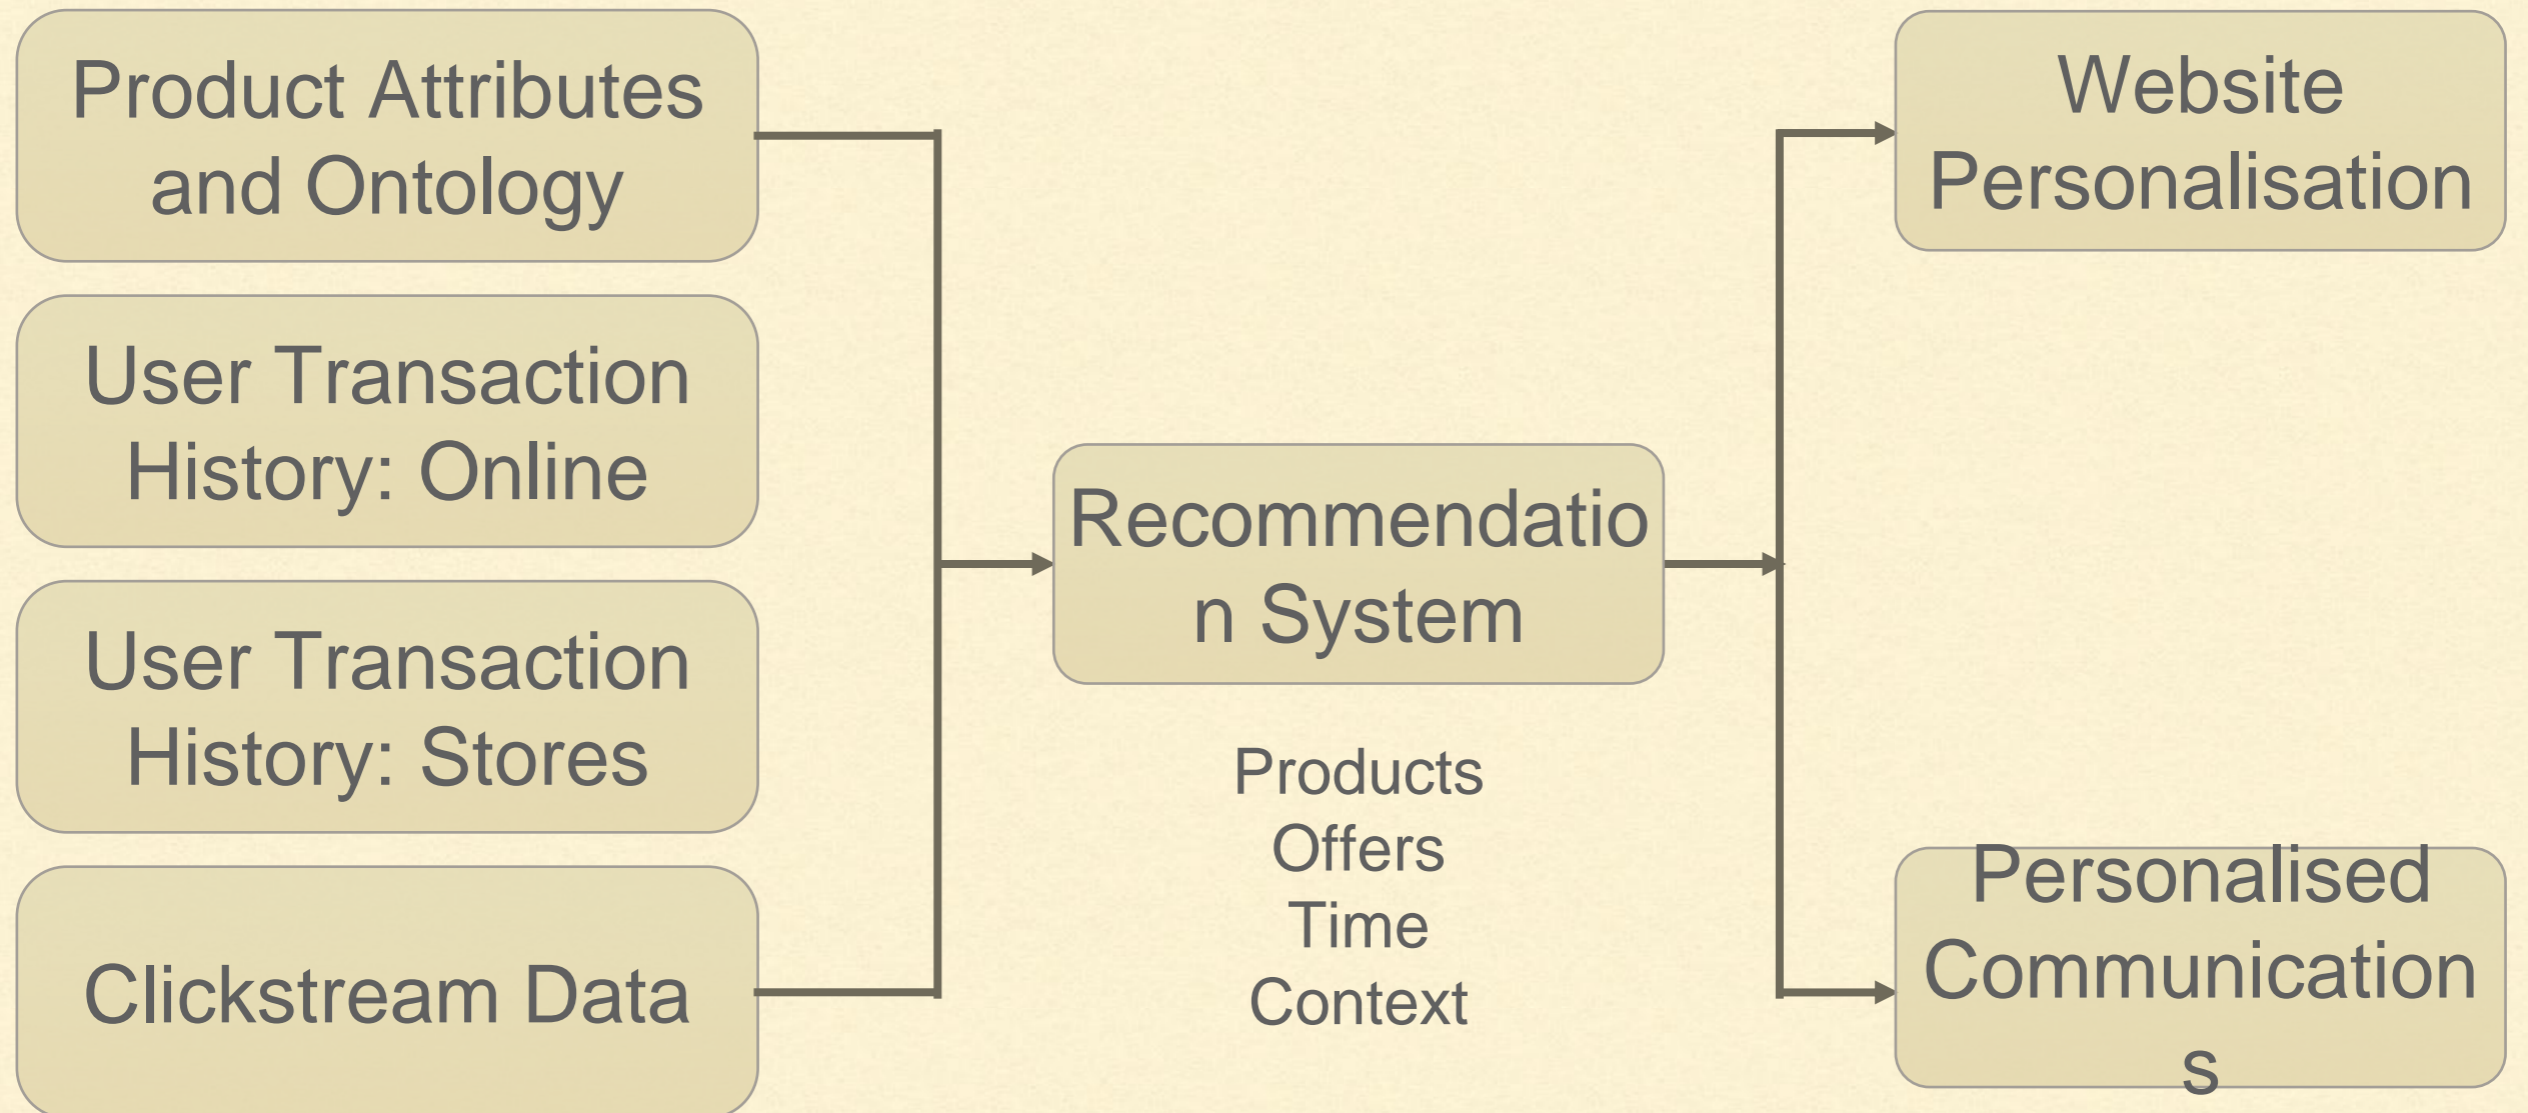 Product Attributes
and Ontology
User Transaction
History: Online
User Transaction
History: Stores
Clickstream Data
Recommendatio
n System
Products
Offers
Time
Context
Website
Personalisation
Personalised
Communication
s